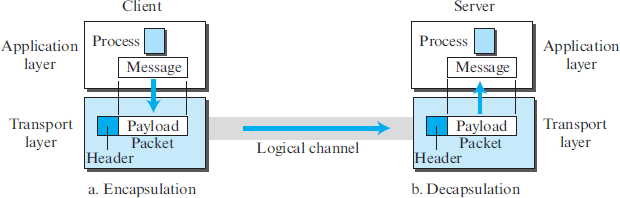 Client
Server
Application
layer
Process
Message
Process
Message
Application
layer
Transport
layer
Payload
Packet
Header
Logical channel
Payload
Packet
Header
Transport
layer
a. Encapsulation
b. Decapsulation